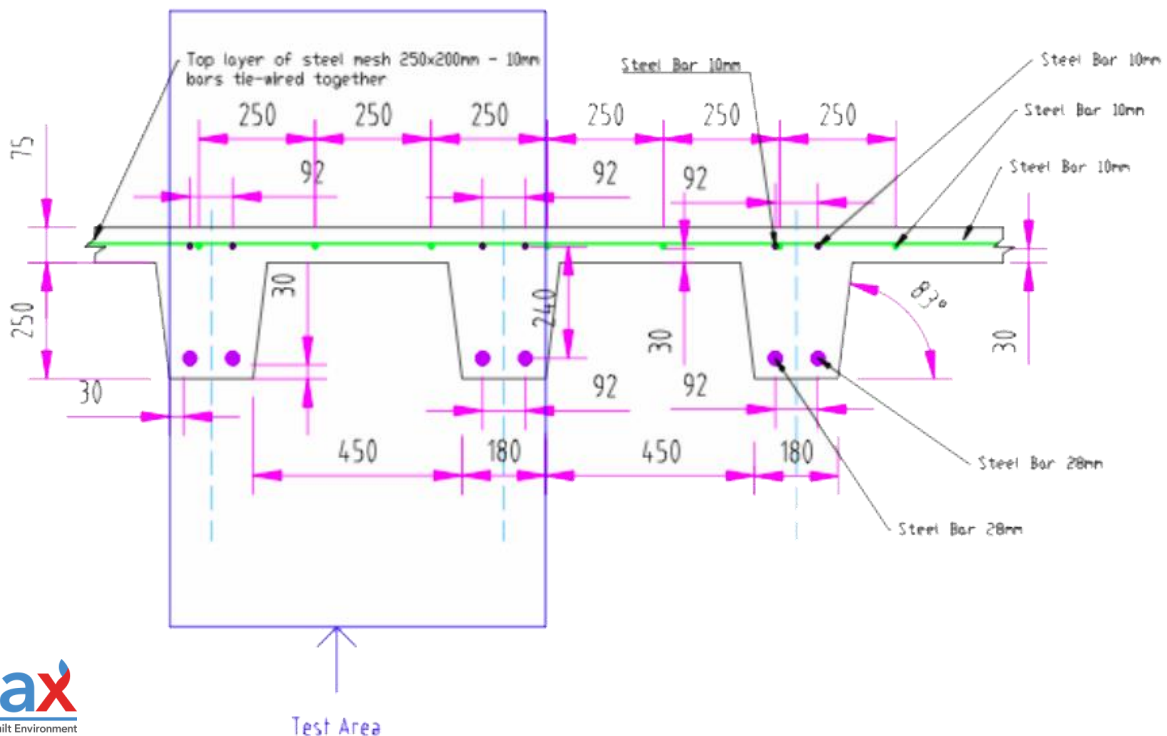 Top layer of steel mesh 250x200mm - 10mm
bars tie-wired together
Steel Bar 10mm
Steel Bar 10mm
Steel Bar 10mm
Steel Bar 10mm
250
250
250
250
250
250
75
92
92
92
250
30
240
30
83°
30
30
92
92
450
180
450
180
Steel Bar 28mm
Steel Bar 28mm
ax
ilt Environment
Test Area